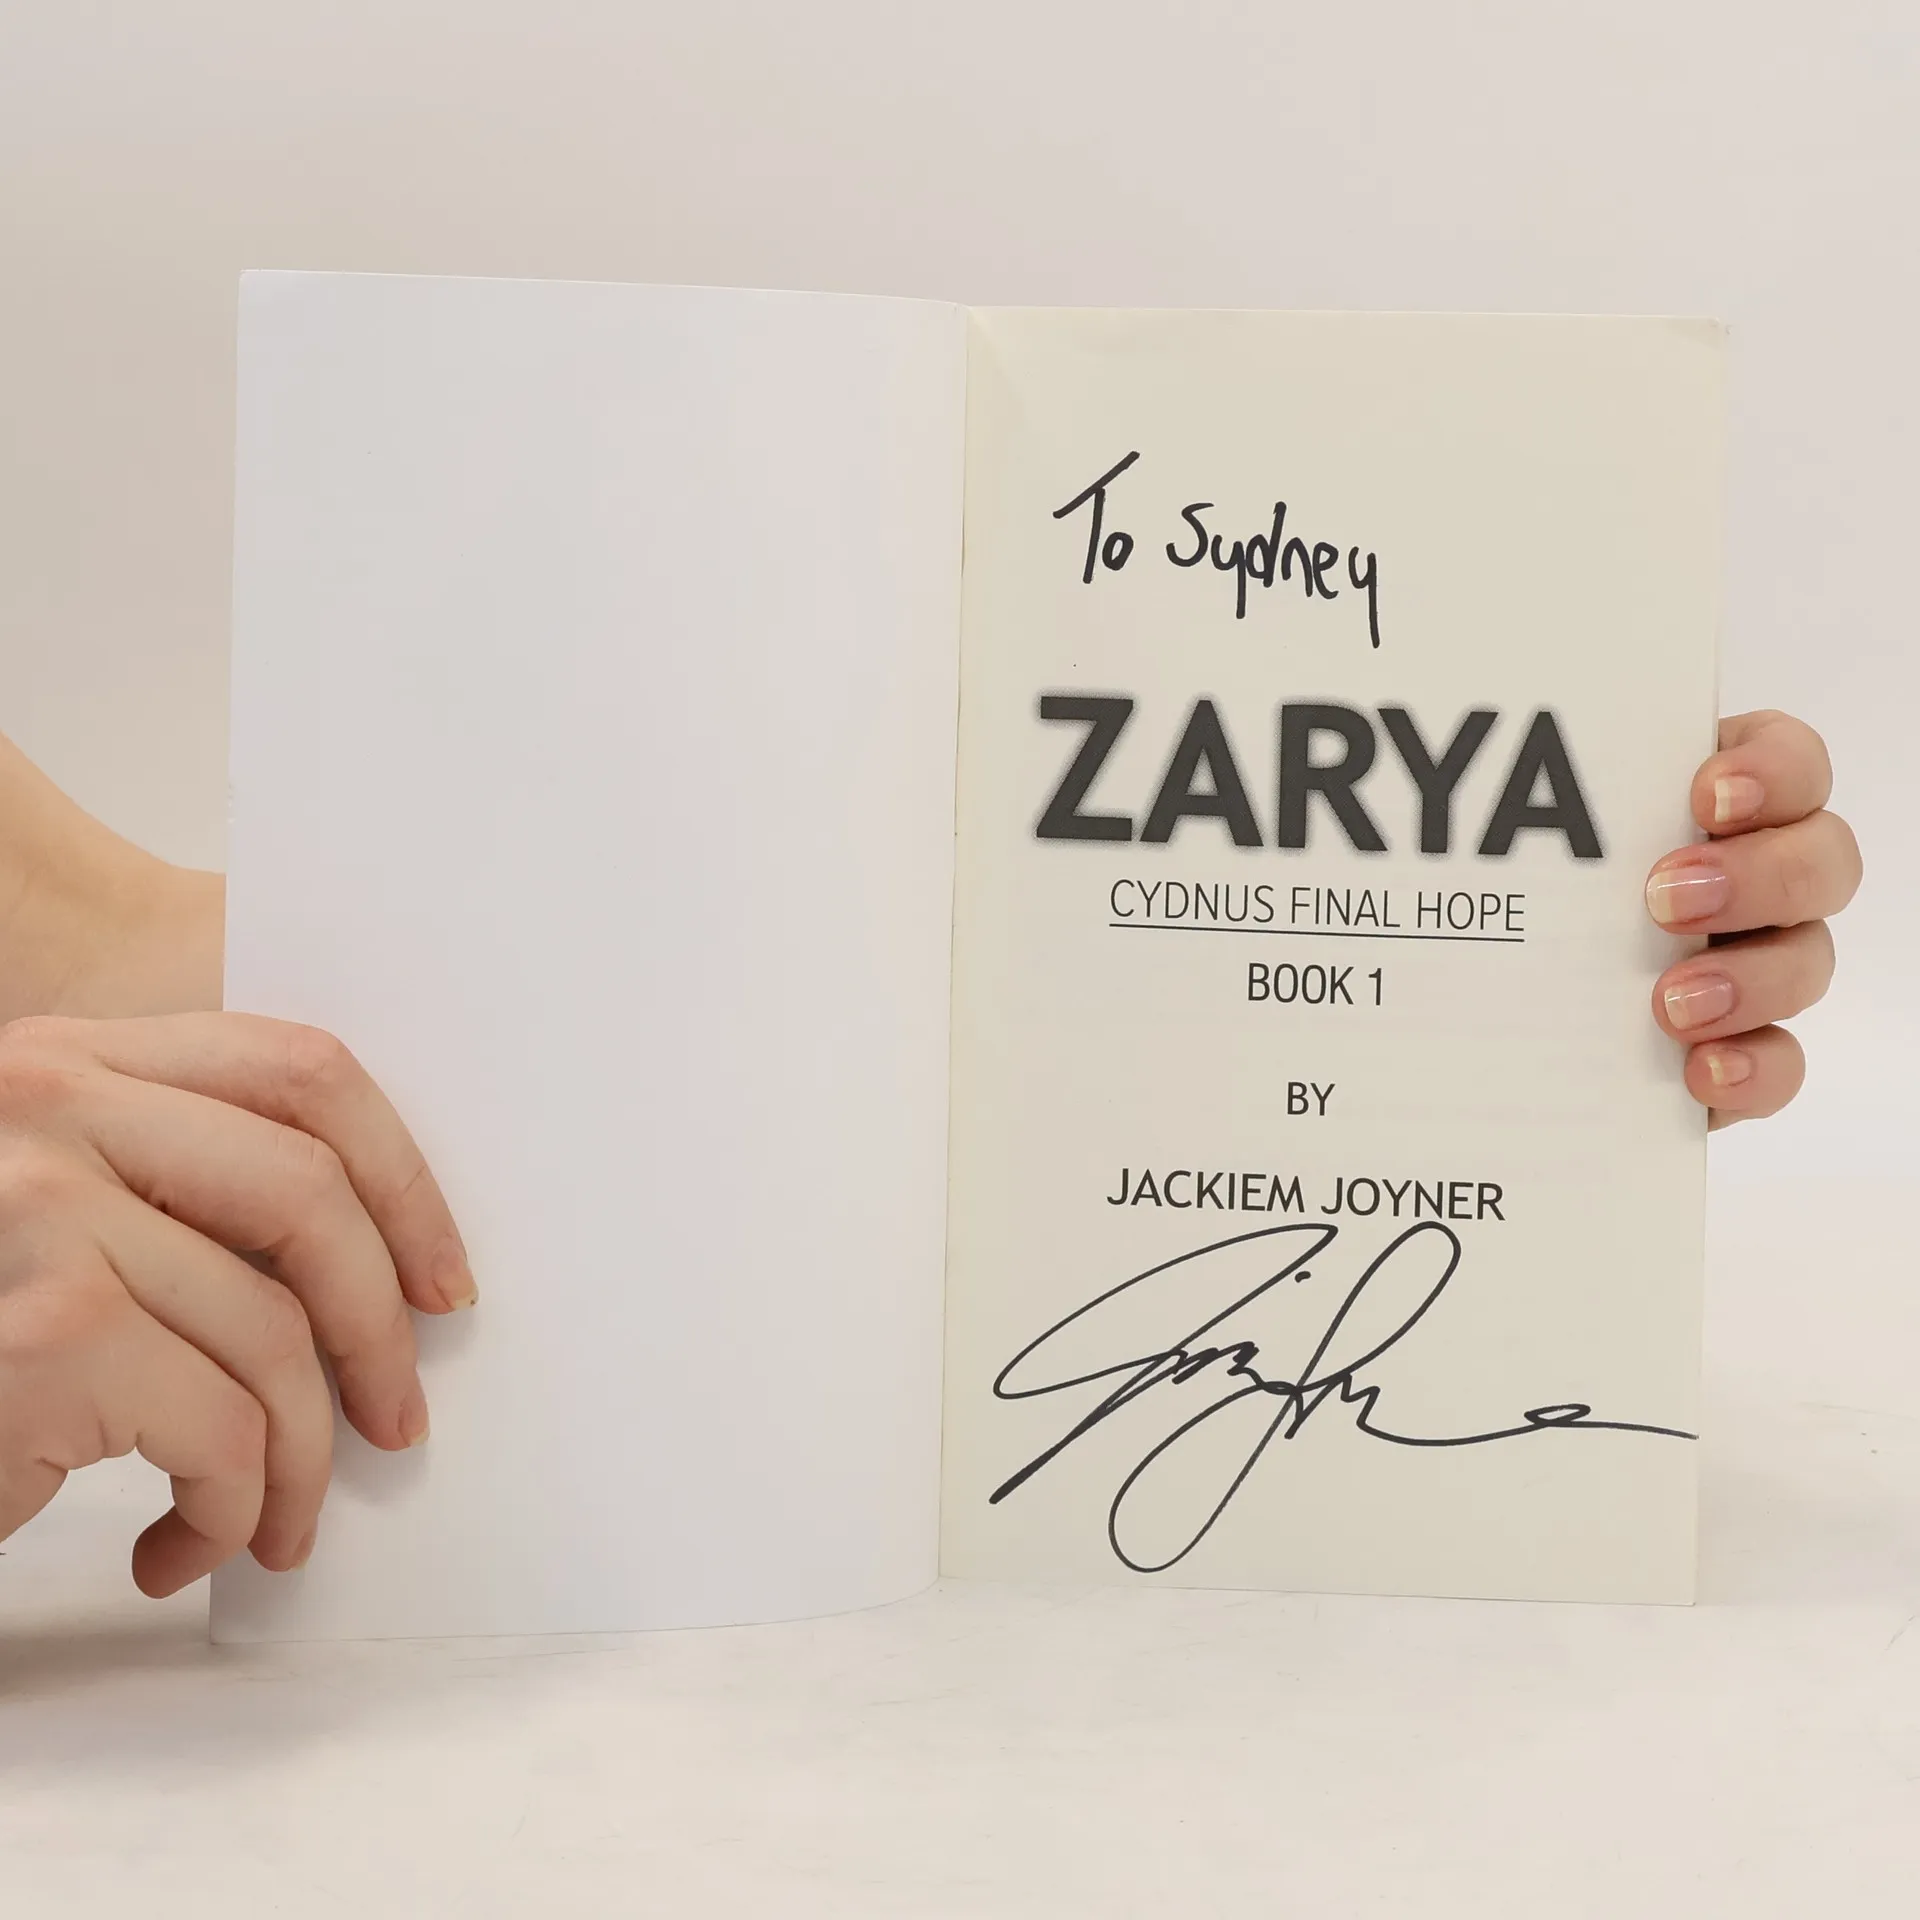 To Sydney
ZARYA
CYDNUS FINAL HOPE
BOOK 1
BY
JACKIEM JOYNER